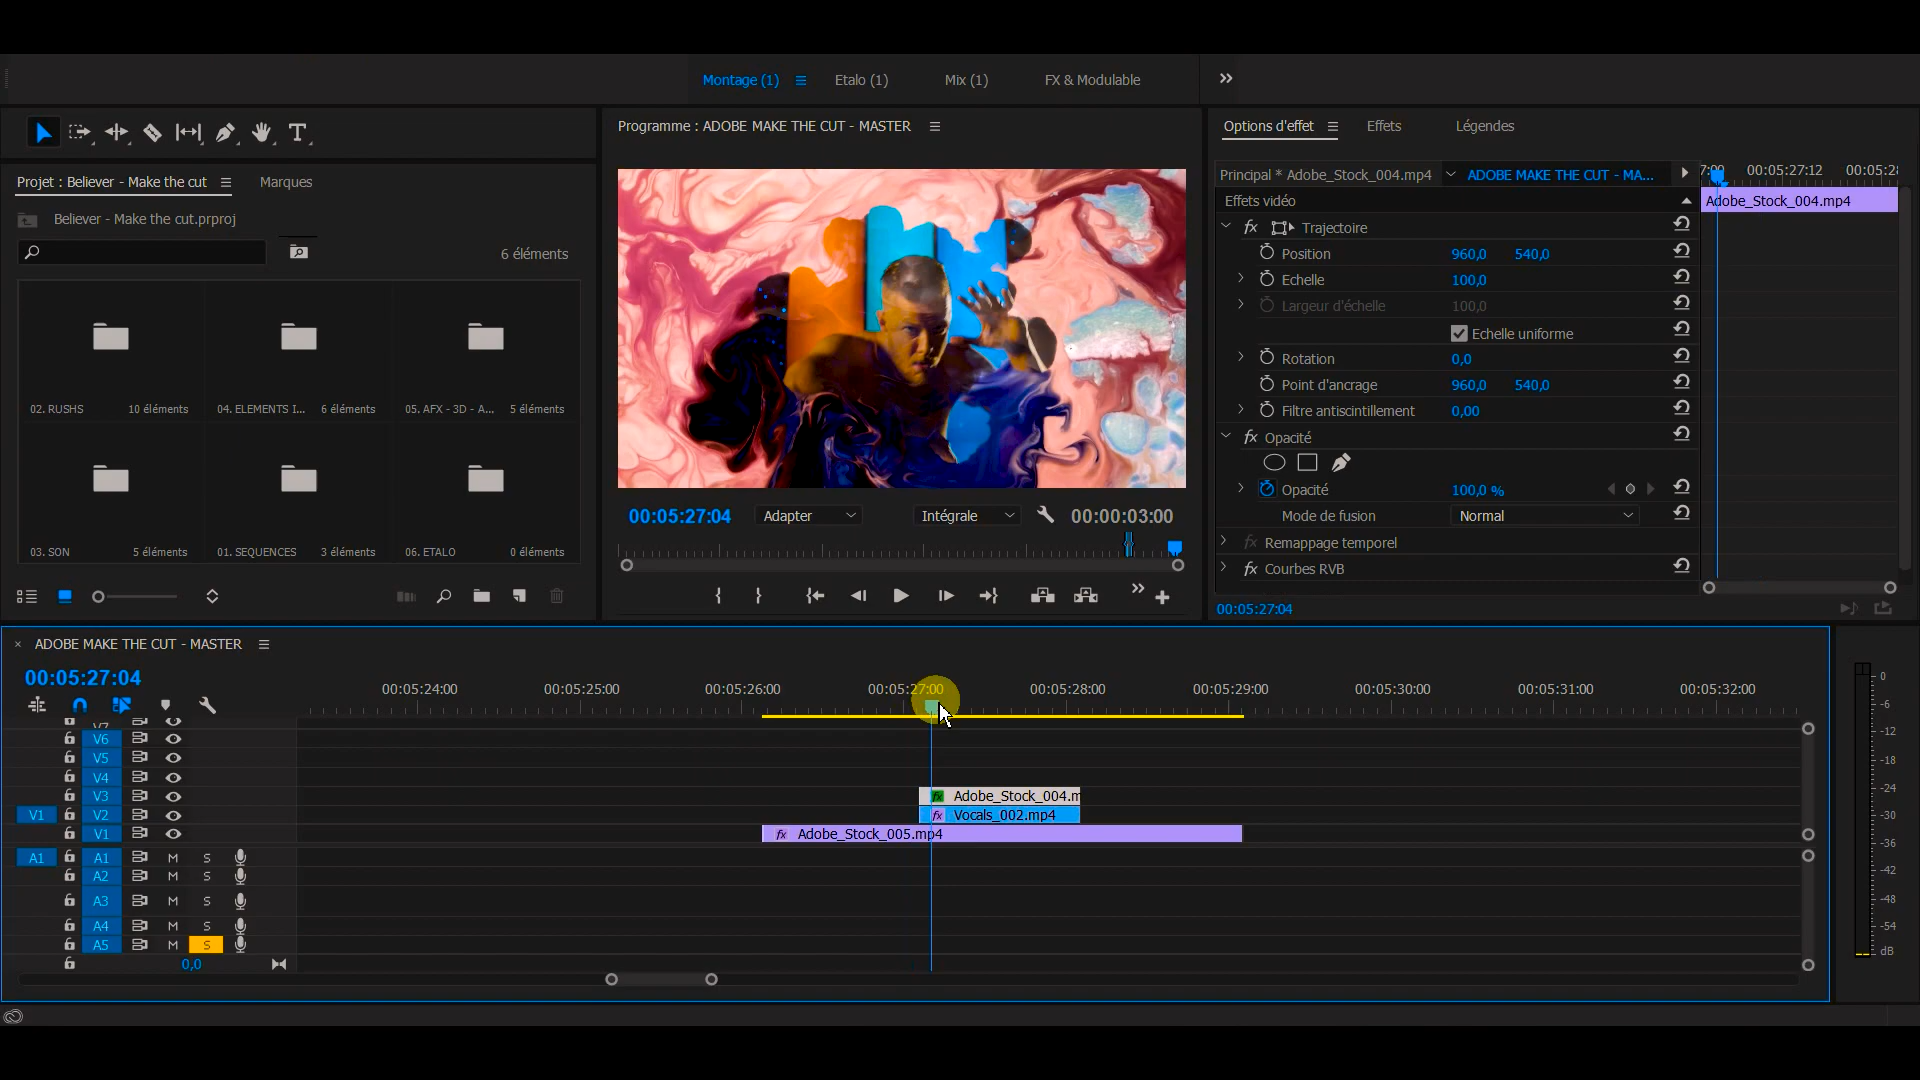 Montage (1)
Etalo (1)
Mix (1)
FX & Modulable
Projet : Believer - Make the cut
Marques
Believer - Make the cut.prproj
6 éléments
02. RUSHS
10 éléments
04. ELEMENTS I...
6 éléments
05. AFX - 3D - A...
5 éléments
03. SON
5 éléments
01. SEQUENCES
3 éléments
06. ETALO
0 éléments
Programme : ADOBE MAKE THE CUT - MASTER
00:05:27:04
Adapter
Intégrale
00:00:03:00
Options d'effet
Effets
Légendes
Principal * Adobe_Stock_004.mp4
ADOBE MAKE THE CUT - MA...
7:00
00:05:27:12
00:05:28
Effets vidéo
Adobe_Stock_004.mp4
fx Trajectoire
Position 960,0 540,0
Echelle 100,0
Largeur d'échelle 100,0
Echelle uniforme
Rotation 0,0
Point d'ancrage 960,0 540,0
Filtre antiscintillement 0,00
fx Opacité
Opacité 100,0 %
Mode de fusion Normal
fx Remappage temporel
fx Courbes RVB
00:05:27:04
ADOBE MAKE THE CUT - MASTER
00:05:27:04
00:05:24:00
00:05:25:00
00:05:26:00
00:05:27:00
00:05:28:00
00:05:29:00
00:05:30:00
00:05:31:00
00:05:32:00
V7
V6
V5
V4
V3
fx Adobe_Stock_004.m
V1 V2
fx Vocals_002.mp4
V1
fx Adobe_Stock_005.mp4
A1 A1 M S
A2 M S
A3 M S
A4 M S
A5 M S
0,0
0
-6
-12
-18
-24
-30
-36
-42
-48
-54
dB